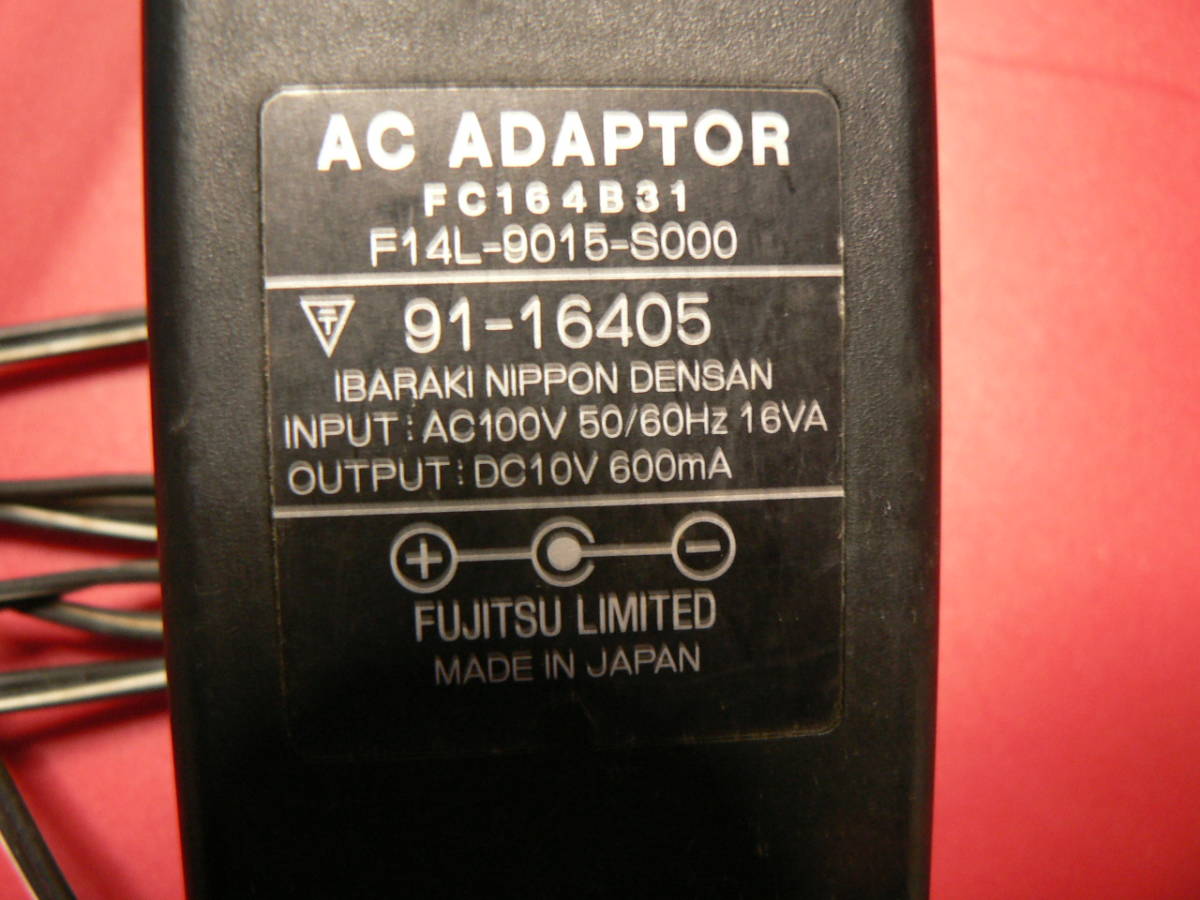 AC ADAPTOR
FC164B31
F14L-9015-S000
91-16405
IBARAKI NIPPON DENSAN
INPUT : AC100V 50/60Hz 16VA
OUTPUT : DC10V 600mA
FUJITSU LIMITED
MADE IN JAPAN